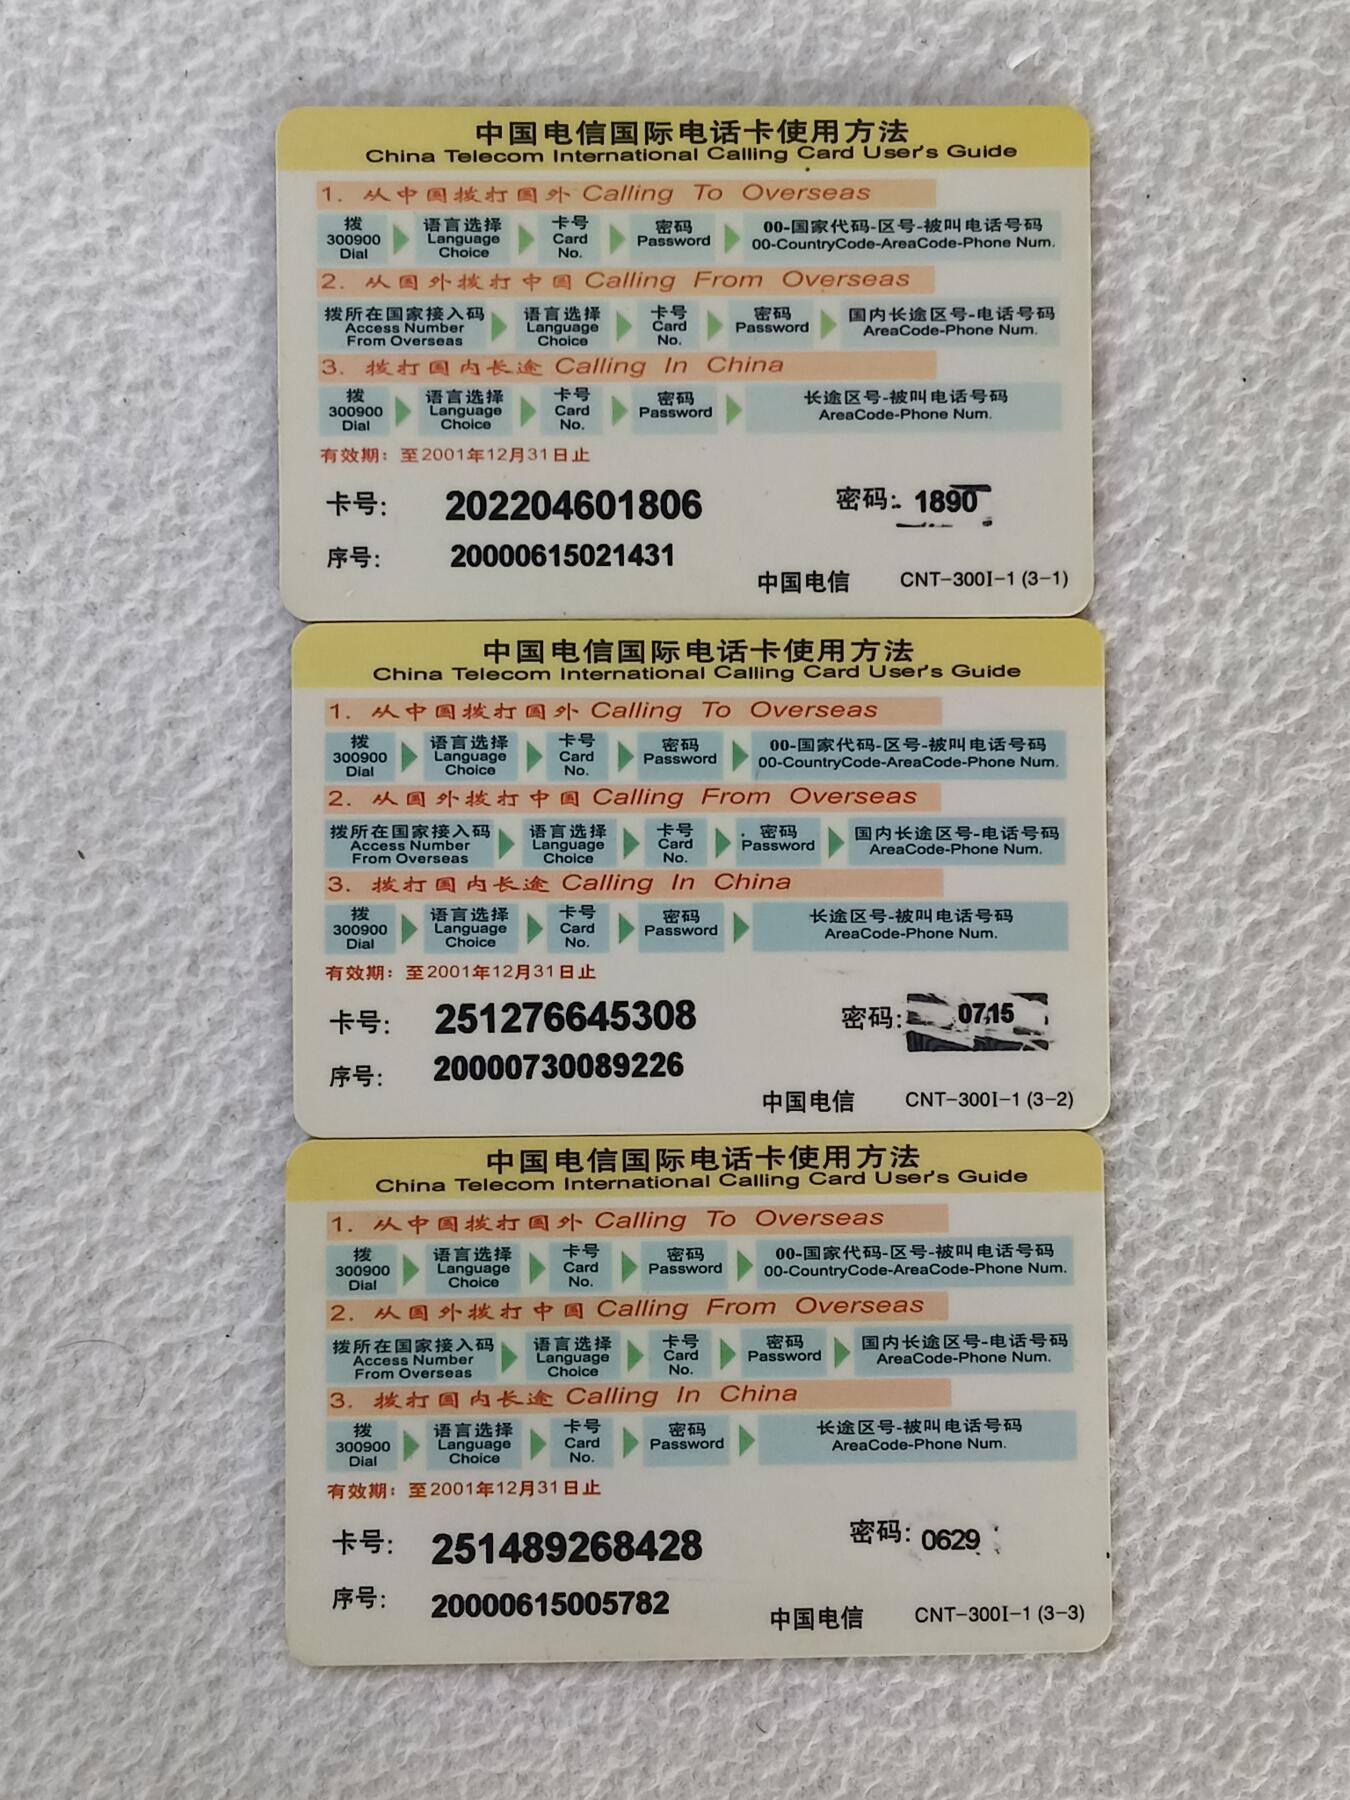 中国电信国际电话卡使用方法
China Telecom International Calling Card User's Guide
1. 从中国拨打国外 Calling To Overseas
拨 300900 Dial 语言选择 Language Choice 卡号 Card No. 密码 Password 00-国家代码-区号-被叫电话号码 00-CountryCode-AreaCode-Phone Num.
2. 从国外拨打中国 Calling From Overseas
拨所在国家接入码 Access Number From Overseas 语言选择 Language Choice 卡号 Card No. 密码 Password 国内长途区号-电话号码 AreaCode-Phone Num.
3. 拨打国内长途 Calling In China
拨 300900 Dial 语言选择 Language Choice 卡号 Card No. 密码 Password 长途区号-被叫电话号码 AreaCode-Phone Num.
有效期：至2001年12月31日止
卡号： 202204601806 密码： 1890
序号： 20000615021431
中国电信 CNT-300I-1 (3-1)
中国电信国际电话卡使用方法
China Telecom International Calling Card User's Guide
1. 从中国拨打国外 Calling To Overseas
拨 300900 Dial 语言选择 Language Choice 卡号 Card No. 密码 Password 00-国家代码-区号-被叫电话号码 00-CountryCode-AreaCode-Phone Num.
2. 从国外拨打中国 Calling From Overseas
拨所在国家接入码 Access Number From Overseas 语言选择 Language Choice 卡号 Card No. 密码 Password 国内长途区号-电话号码 AreaCode-Phone Num.
3. 拨打国内长途 Calling In China
拨 300900 Dial 语言选择 Language Choice 卡号 Card No. 密码 Password 长途区号-被叫电话号码 AreaCode-Phone Num.
有效期：至2001年12月31日止
卡号： 251276645308 密码： 0715
序号： 20000730089226
中国电信 CNT-300I-1 (3-2)
中国电信国际电话卡使用方法
China Telecom International Calling Card User's Guide
1. 从中国拨打国外 Calling To Overseas
拨 300900 Dial 语言选择 Language Choice 卡号 Card No. 密码 Password 00-国家代码-区号-被叫电话号码 00-CountryCode-AreaCode-Phone Num.
2. 从国外拨打中国 Calling From Overseas
拨所在国家接入码 Access Number From Overseas 语言选择 Language Choice 卡号 Card No. 密码 Password 国内长途区号-电话号码 AreaCode-Phone Num.
3. 拨打国内长途 Calling In China
拨 300900 Dial 语言选择 Language Choice 卡号 Card No. 密码 Password 长途区号-被叫电话号码 AreaCode-Phone Num.
有效期：至2001年12月31日止
卡号： 251489268428 密码： 0629
序号： 20000615005782
中国电信 CNT-300I-1 (3-3)